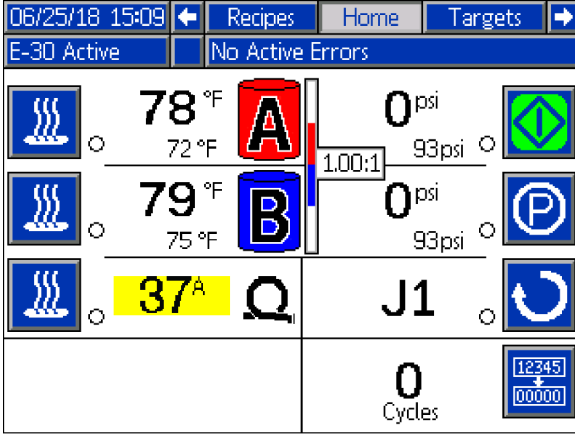 06/25/18 15:09 Recipes Home Targets
E-30 Active No Active Errors
78 °F A 0 psi
72 °F 93psi
1.00:1
79 °F B 0 psi P
75 °F 93psi
37 A J1
12345
00000
0
Cycles